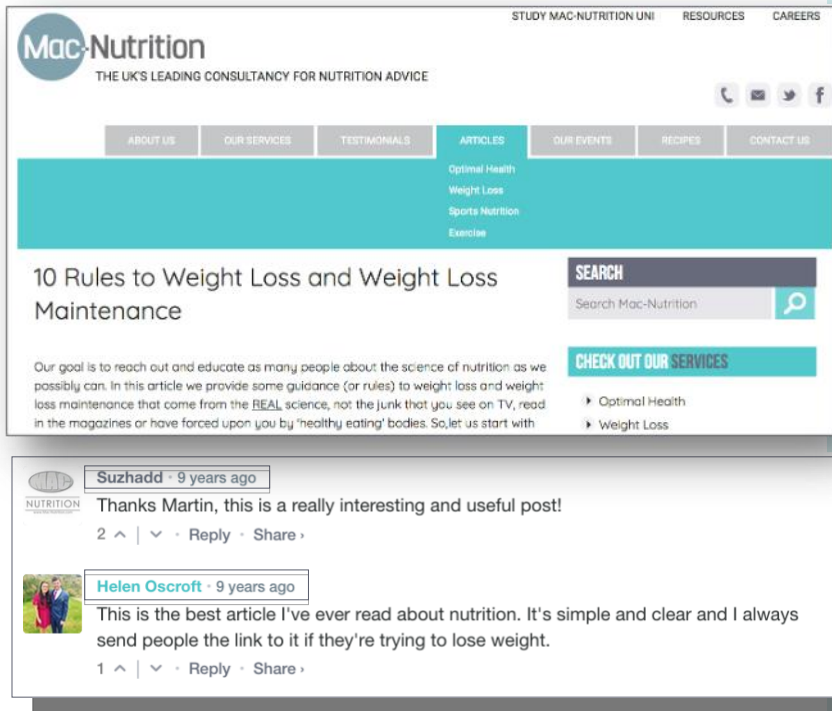 STUDY MAC-NUTRITION UNI RESOURCES CAREERS
Mac-Nutrition
THE UK'S LEADING CONSULTANCY FOR NUTRITION ADVICE
ABOUT US OUR SERVICES TESTIMONIALS ARTICLES OUR EVENTS RECIPES CONTACT US
Optimal Health
Weight Loss
Sports Nutrition
Exercise
10 Rules to Weight Loss and Weight Loss
Maintenance
Our goal is to reach out and educate as many people about the science of nutrition as we
possibly can. In this article we provide some guidance (or rules) to weight loss and weight
loss maintenance that come from the REAL science, not the junk that you see on TV, read
in the magazines or have forced upon you by 'healthy eating' bodies. So,let us start with
SEARCH
Search Mac-Nutrition
CHECK OUT OUR SERVICES
Optimal Health
Weight Loss
MAC
NUTRITION
Suzhadd · 9 years ago
Thanks Martin, this is a really interesting and useful post!
2 Reply · Share ›
Helen Oscroft · 9 years ago
This is the best article I've ever read about nutrition. It's simple and clear and I always
send people the link to it if they're trying to lose weight.
1 Reply · Share ›